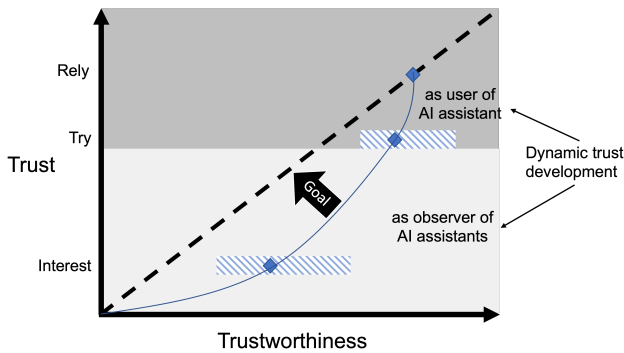 Rely
as user of
AI assistant
Try
Trust
Dynamic trust
development
Goal
as observer of
AI assistants
Interest
Trustworthiness